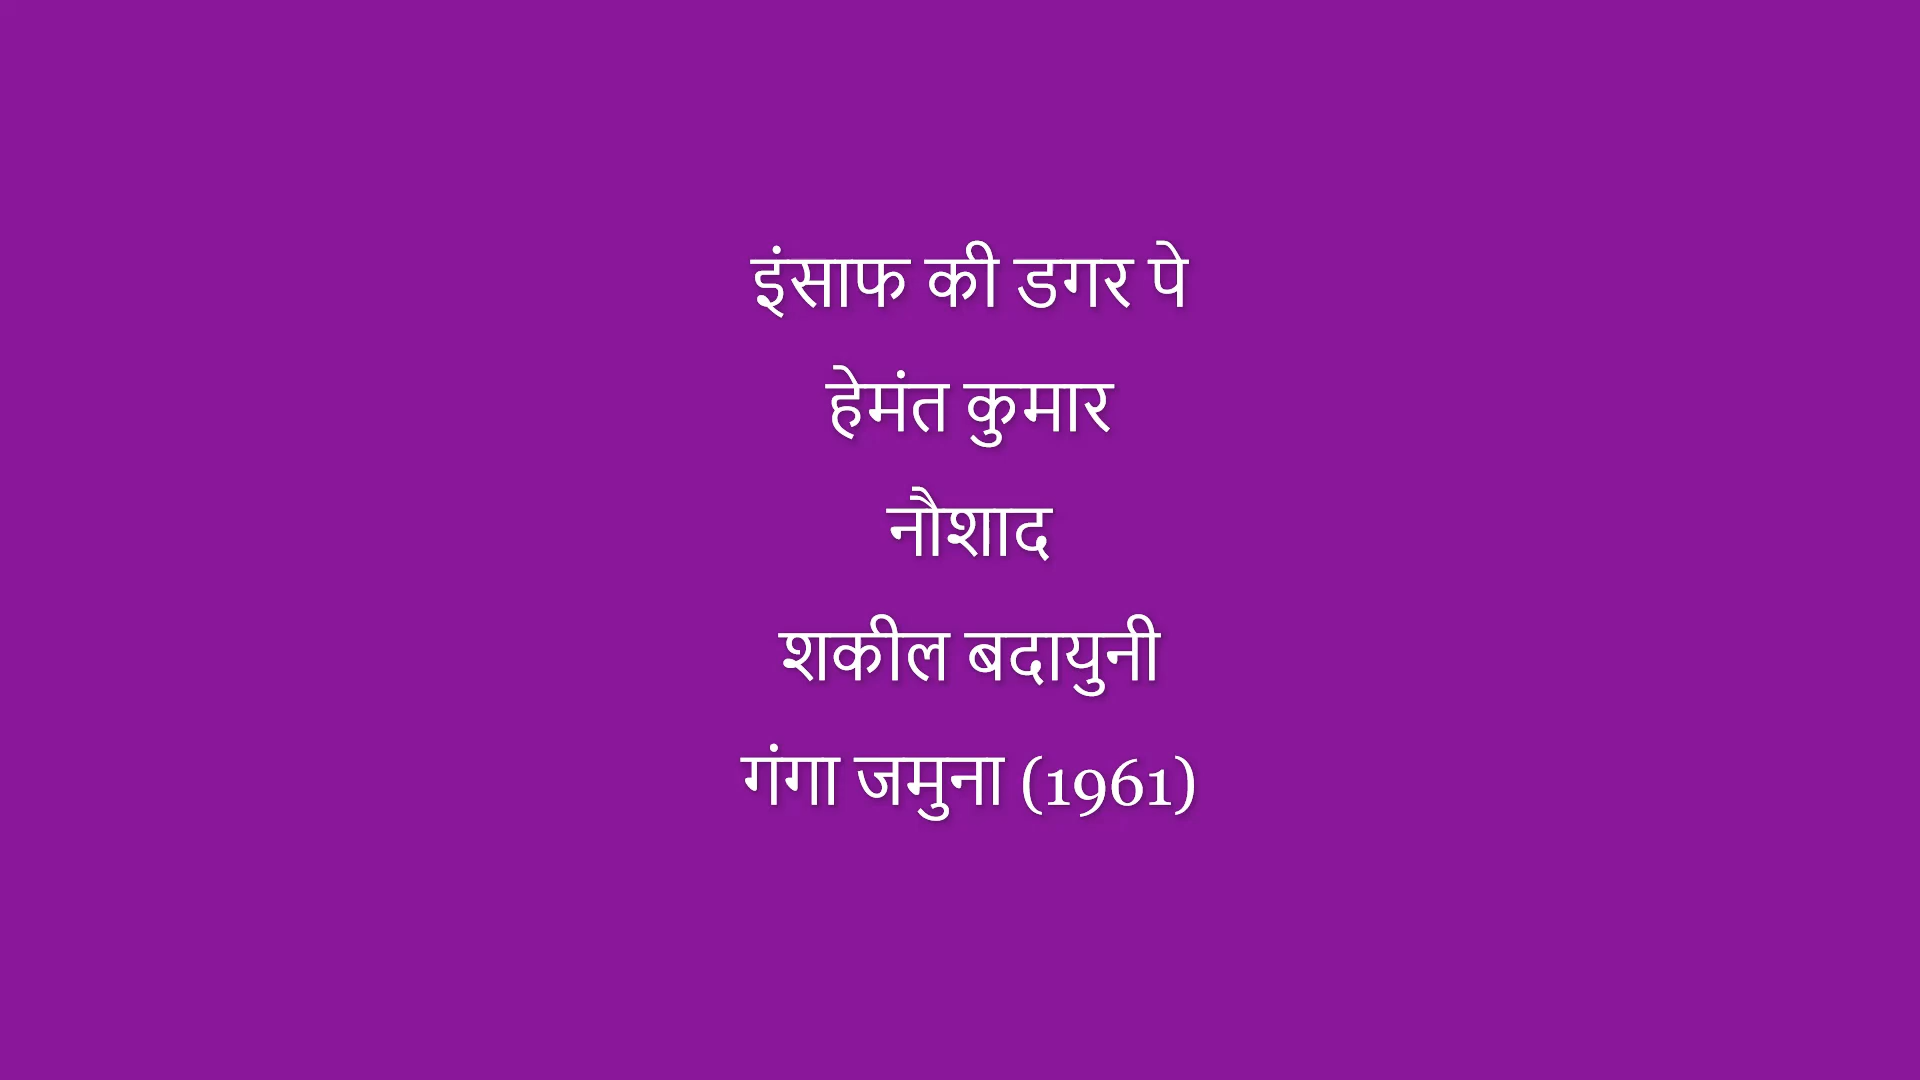 इंसाफ की डगर पे
हेमंत कुमार
नौशाद
शकील बदायुनी
गंगा जमुना (1961)